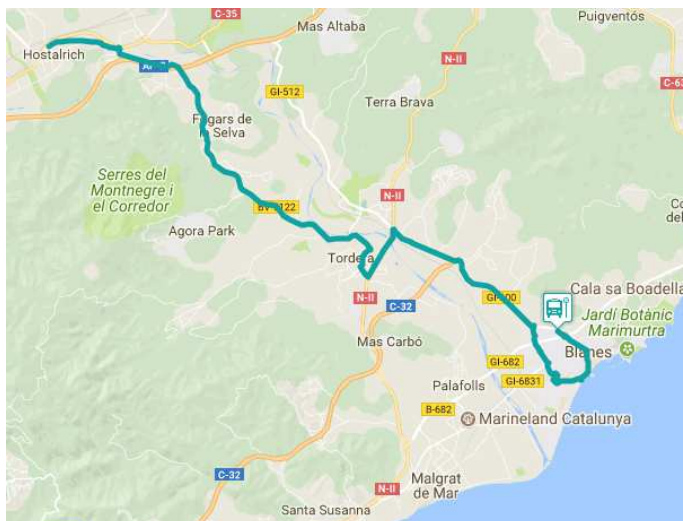 C-35
Mas Altaba
Puigventós
N-II
Hostalrich
GI-512
Terra Brava
Fogars de
la Selva
Serres del
Montnegre i
el Corredor
N-II
Agora Park
Tordera
N-II
C-32
Cala sa Boadella
Jardí Botànic
Marimurtra
Blanes
Mas Carbó
GI-682
GI-6831
Palafolls
B-682
Marineland Catalunya
C-32
Malgrat
de Mar
N-II
Santa Susanna